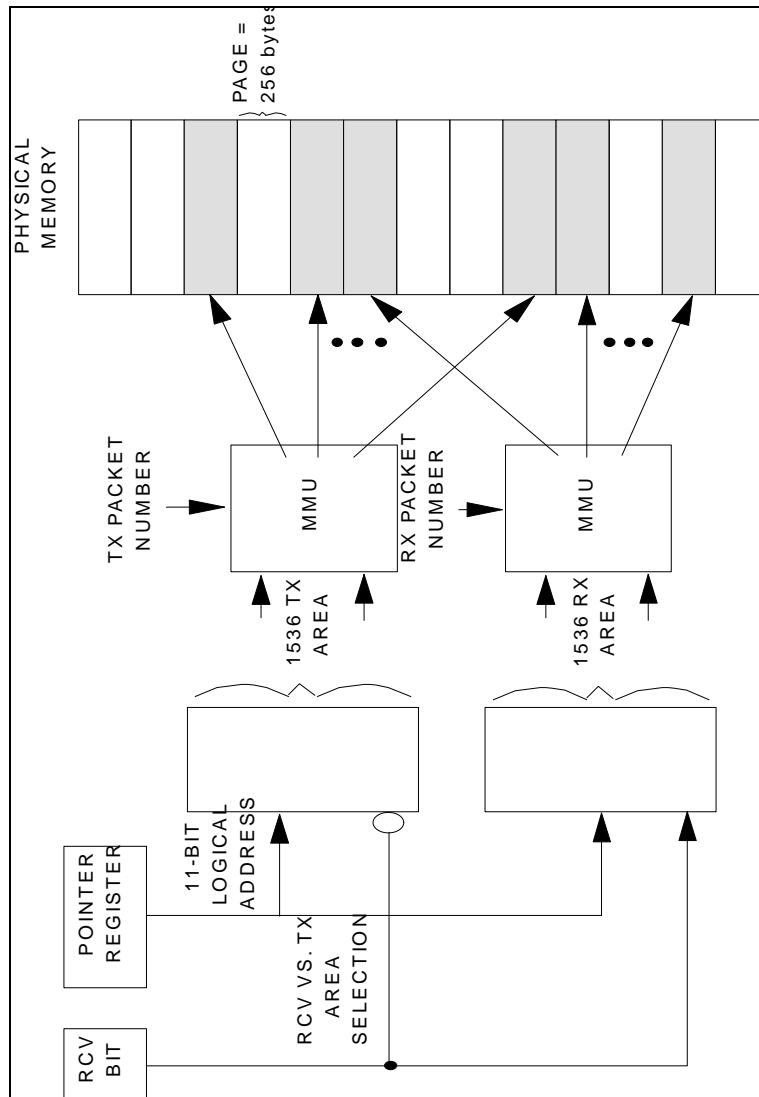 PHYSICAL
MEMORY
PAGE =
256 bytes
TX PACKET
NUMBER
MMU
RX PACKET
NUMBER
MMU
1536 TX
AREA
1536 RX
AREA
11-BIT
LOGICAL
ADDRESS
POINTER
REGISTER
RCV VS. TX
AREA
SELECTION
RCV
BIT